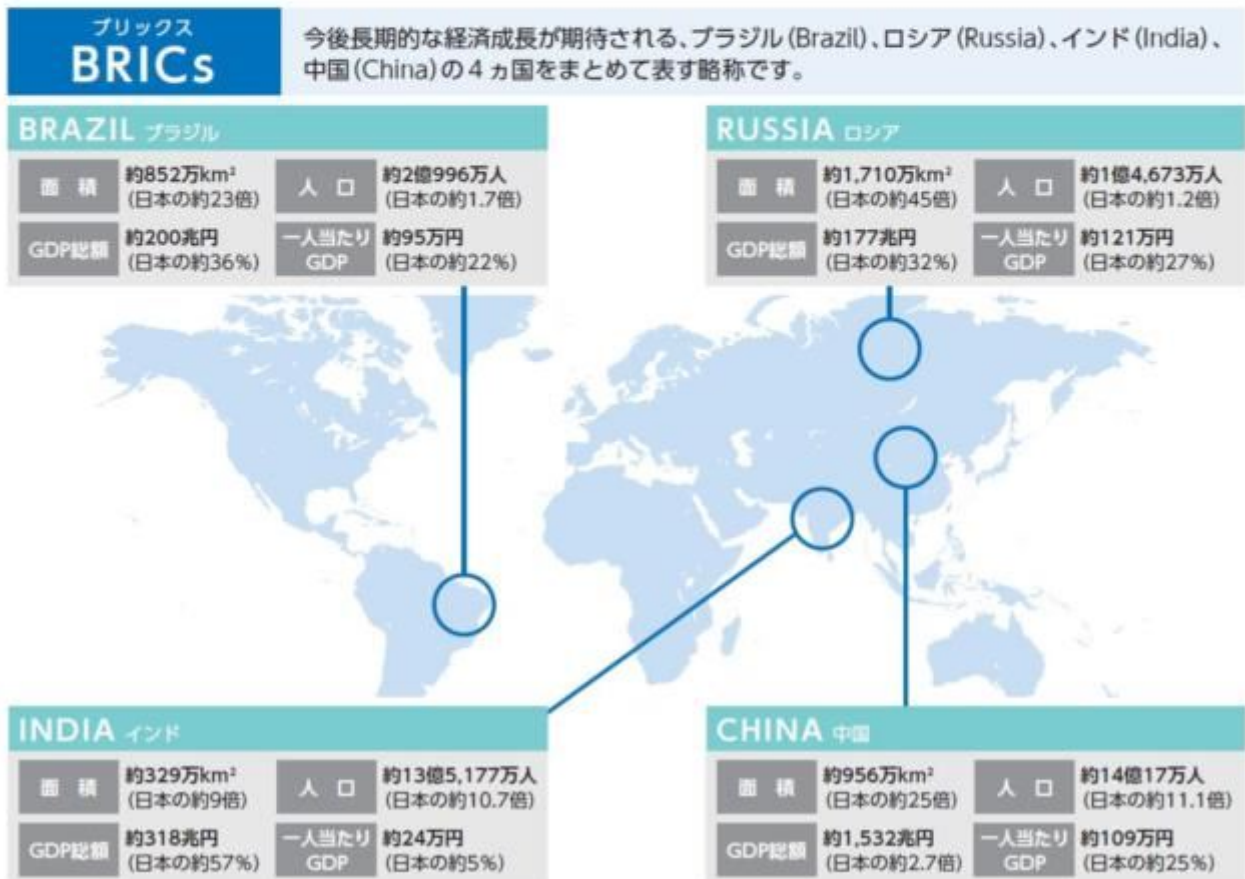 ブリックス
BRICs
今後長期的な経済成長が期待される、ブラジル(Brazil)、ロシア(Russia)、インド(India)、
中国(China)の4ヵ国をまとめて表す略称です。
BRAZIL ブラジル
面積 約852万km²
(日本の約23倍)
人口 約2億996万人
(日本の約1.7倍)
GDP総額 約200兆円
(日本の約36%)
一人当たり
GDP
約95万円
(日本の約22%)
RUSSIA ロシア
面積 約1,710万km²
(日本の約45倍)
人口 約1億4,673万人
(日本の約1.2倍)
GDP総額 約177兆円
(日本の約32%)
一人当たり
GDP
約121万円
(日本の約27%)
INDIA インド
面積 約329万km²
(日本の約9倍)
人口 約13億5,177万人
(日本の約10.7倍)
GDP総額 約318兆円
(日本の約57%)
一人当たり
GDP
約24万円
(日本の約5%)
CHINA 中国
面積 約956万km²
(日本の約25倍)
人口 約14億17万人
(日本の約11.1倍)
GDP総額 約1,532兆円
(日本の約2.7倍)
一人当たり
GDP
約109万円
(日本の約25%)